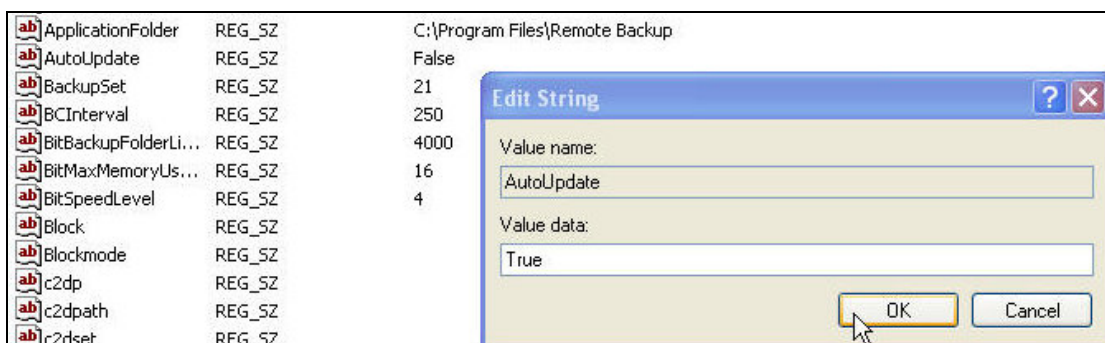 ApplicationFolder REG_SZ C:\Program Files\Remote Backup
AutoUpdate REG_SZ False
BackupSet REG_SZ 21
BCInterval REG_SZ 250
BitBackupFolderLi... REG_SZ 4000
BitMaxMemoryUs... REG_SZ 16
BitSpeedLevel REG_SZ 4
Block REG_SZ
Blockmode REG_SZ
c2dp REG_SZ
c2dpath REG_SZ
c2dset REG_SZ
Edit String
Value name:
AutoUpdate
Value data:
True
OK Cancel